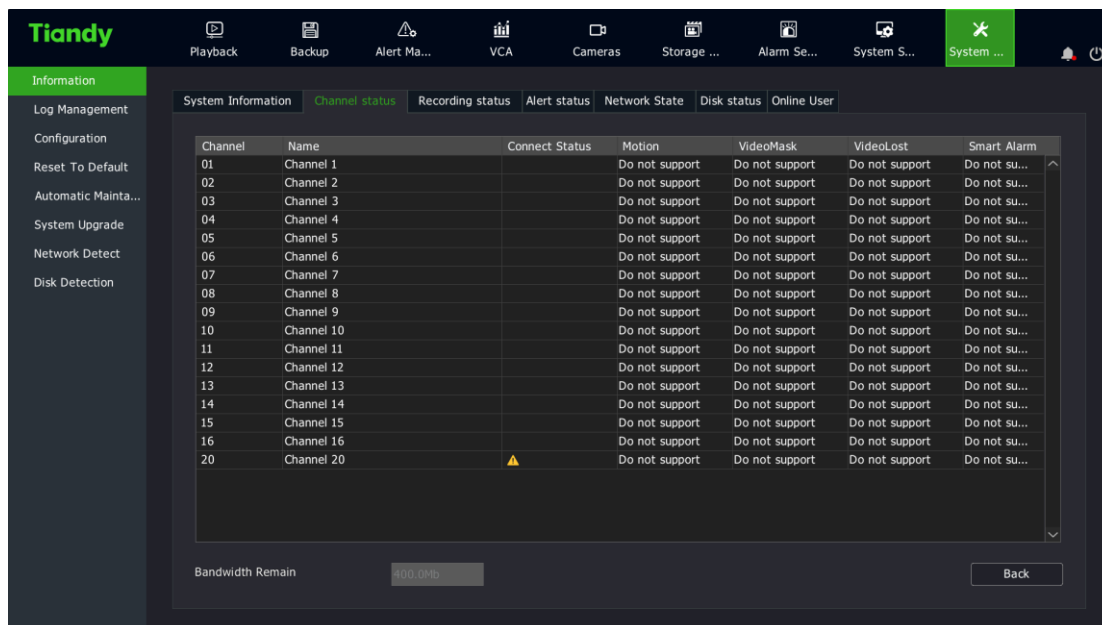 Tiandy
Playback Backup Alert Ma... VCA Cameras Storage ... Alarm Se... System S... System ...
Information
Log Management
Configuration
Reset To Default
Automatic Mainta...
System Upgrade
Network Detect
Disk Detection
System Information Channel status Recording status Alert status Network State Disk status Online User
Channel Name Connect Status Motion VideoMask VideoLost Smart Alarm
01 Channel 1 Do not support Do not support Do not support Do not su...
02 Channel 2 Do not support Do not support Do not support Do not su...
03 Channel 3 Do not support Do not support Do not support Do not su...
04 Channel 4 Do not support Do not support Do not support Do not su...
05 Channel 5 Do not support Do not support Do not support Do not su...
06 Channel 6 Do not support Do not support Do not support Do not su...
07 Channel 7 Do not support Do not support Do not support Do not su...
08 Channel 8 Do not support Do not support Do not support Do not su...
09 Channel 9 Do not support Do not support Do not support Do not su...
10 Channel 10 Do not support Do not support Do not support Do not su...
11 Channel 11 Do not support Do not support Do not support Do not su...
12 Channel 12 Do not support Do not support Do not support Do not su...
13 Channel 13 Do not support Do not support Do not support Do not su...
14 Channel 14 Do not support Do not support Do not support Do not su...
15 Channel 15 Do not support Do not support Do not support Do not su...
16 Channel 16 Do not support Do not support Do not support Do not su...
20 Channel 20 Do not support Do not support Do not support Do not su...
Bandwidth Remain 400.0Mb Back